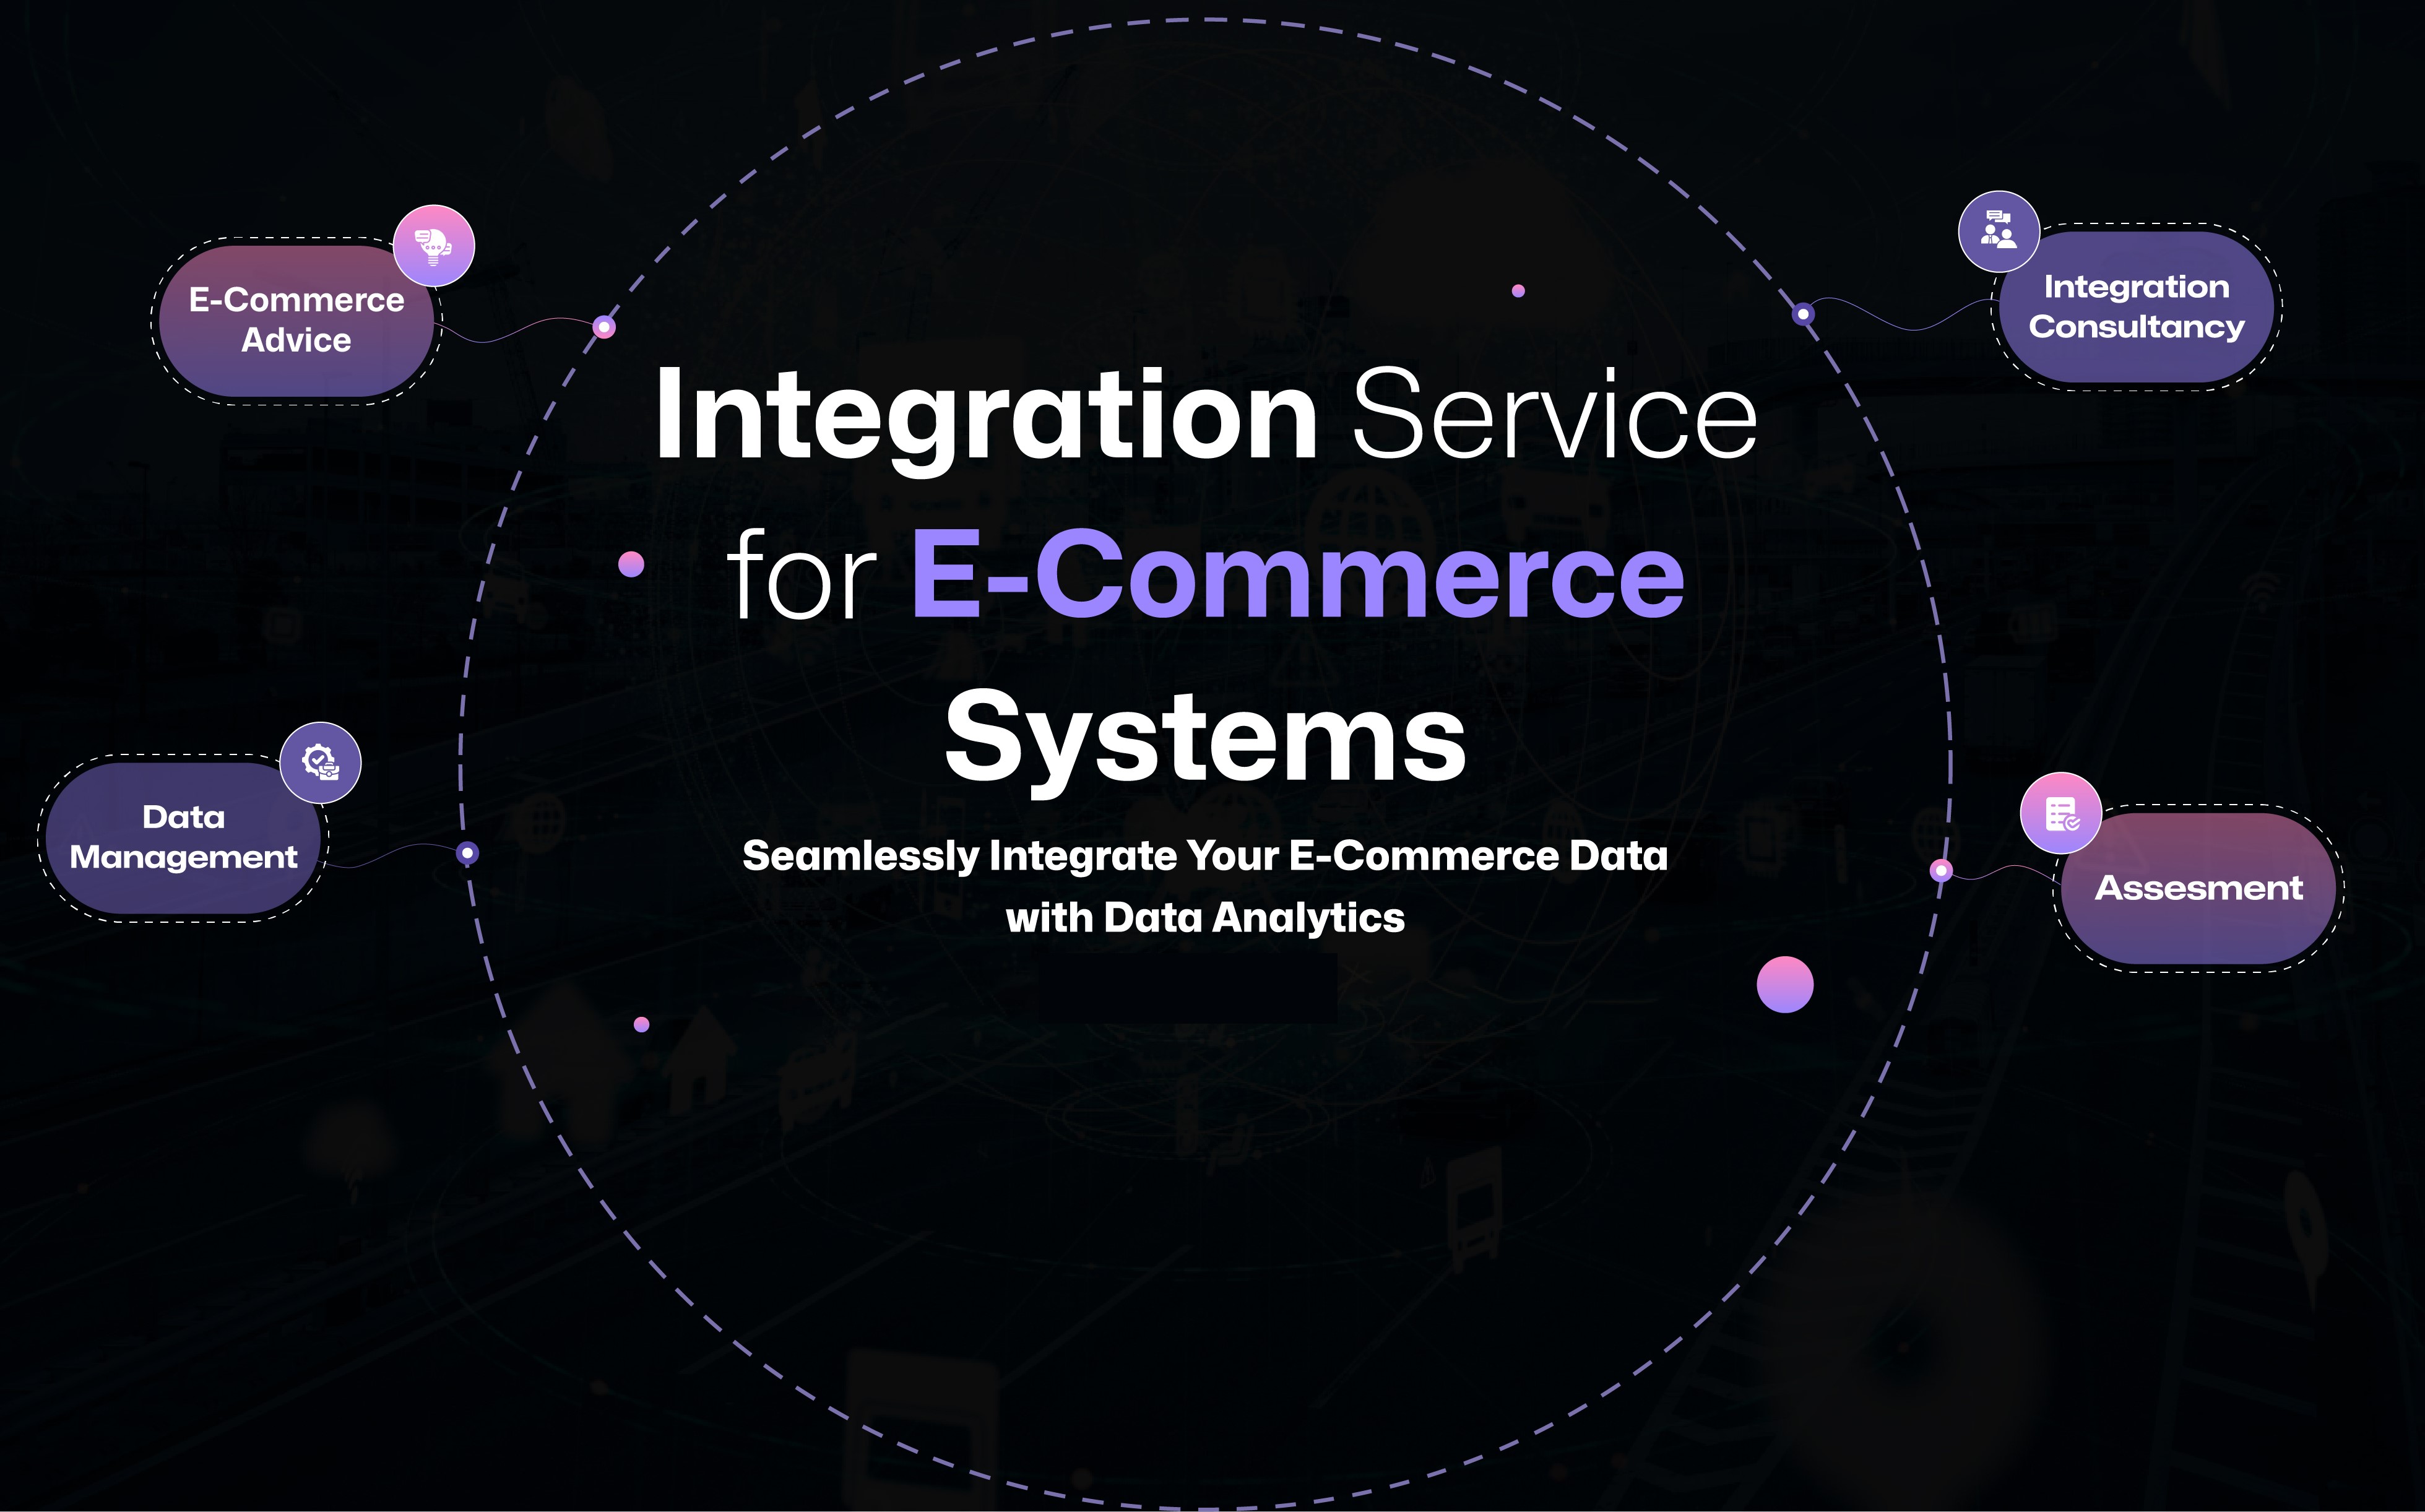 E-Commerce
Advice
Integration
Consultancy
Integration Service
for E-Commerce
Systems
Data
Management
Seamlessly Integrate Your E-Commerce Data
with Data Analytics
Assesment